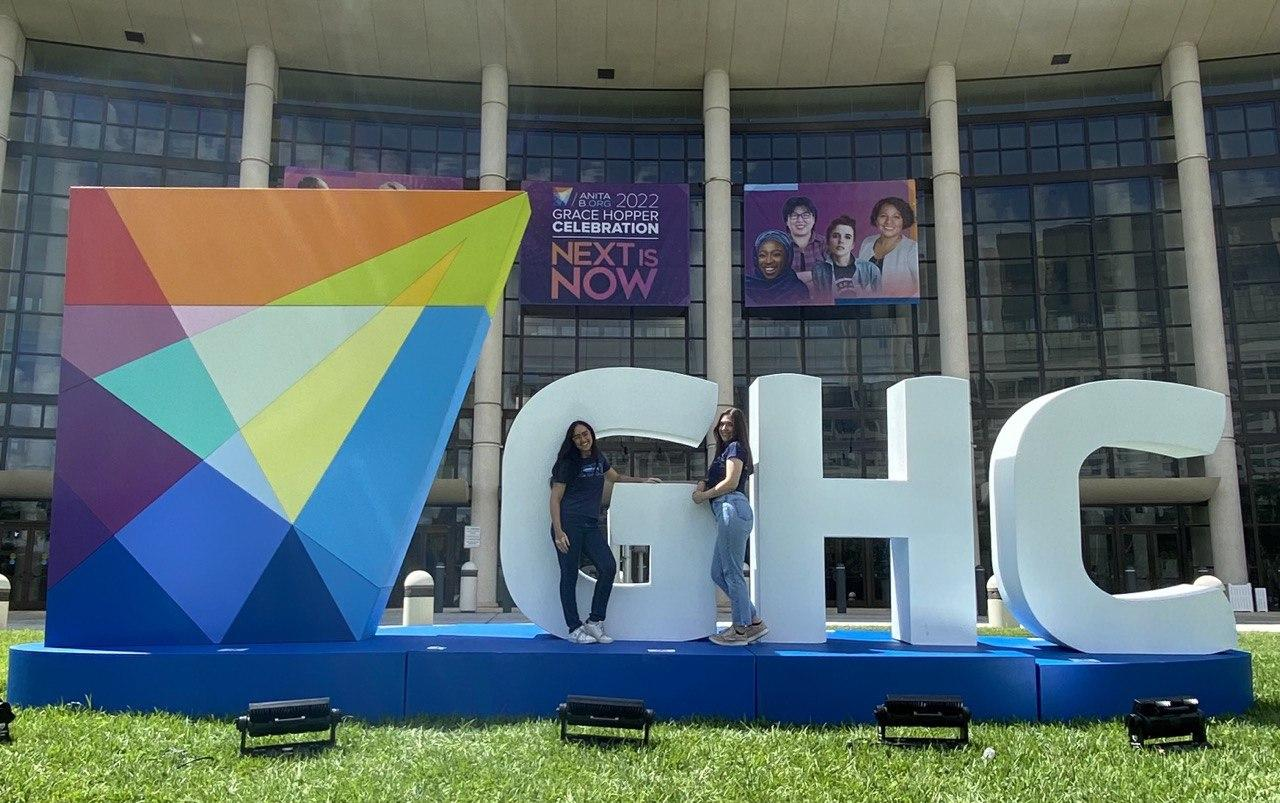 ANITA
B.ORG 2022
GRACE HOPPER
CELEBRATION
NEXT IS
NOW
GHC